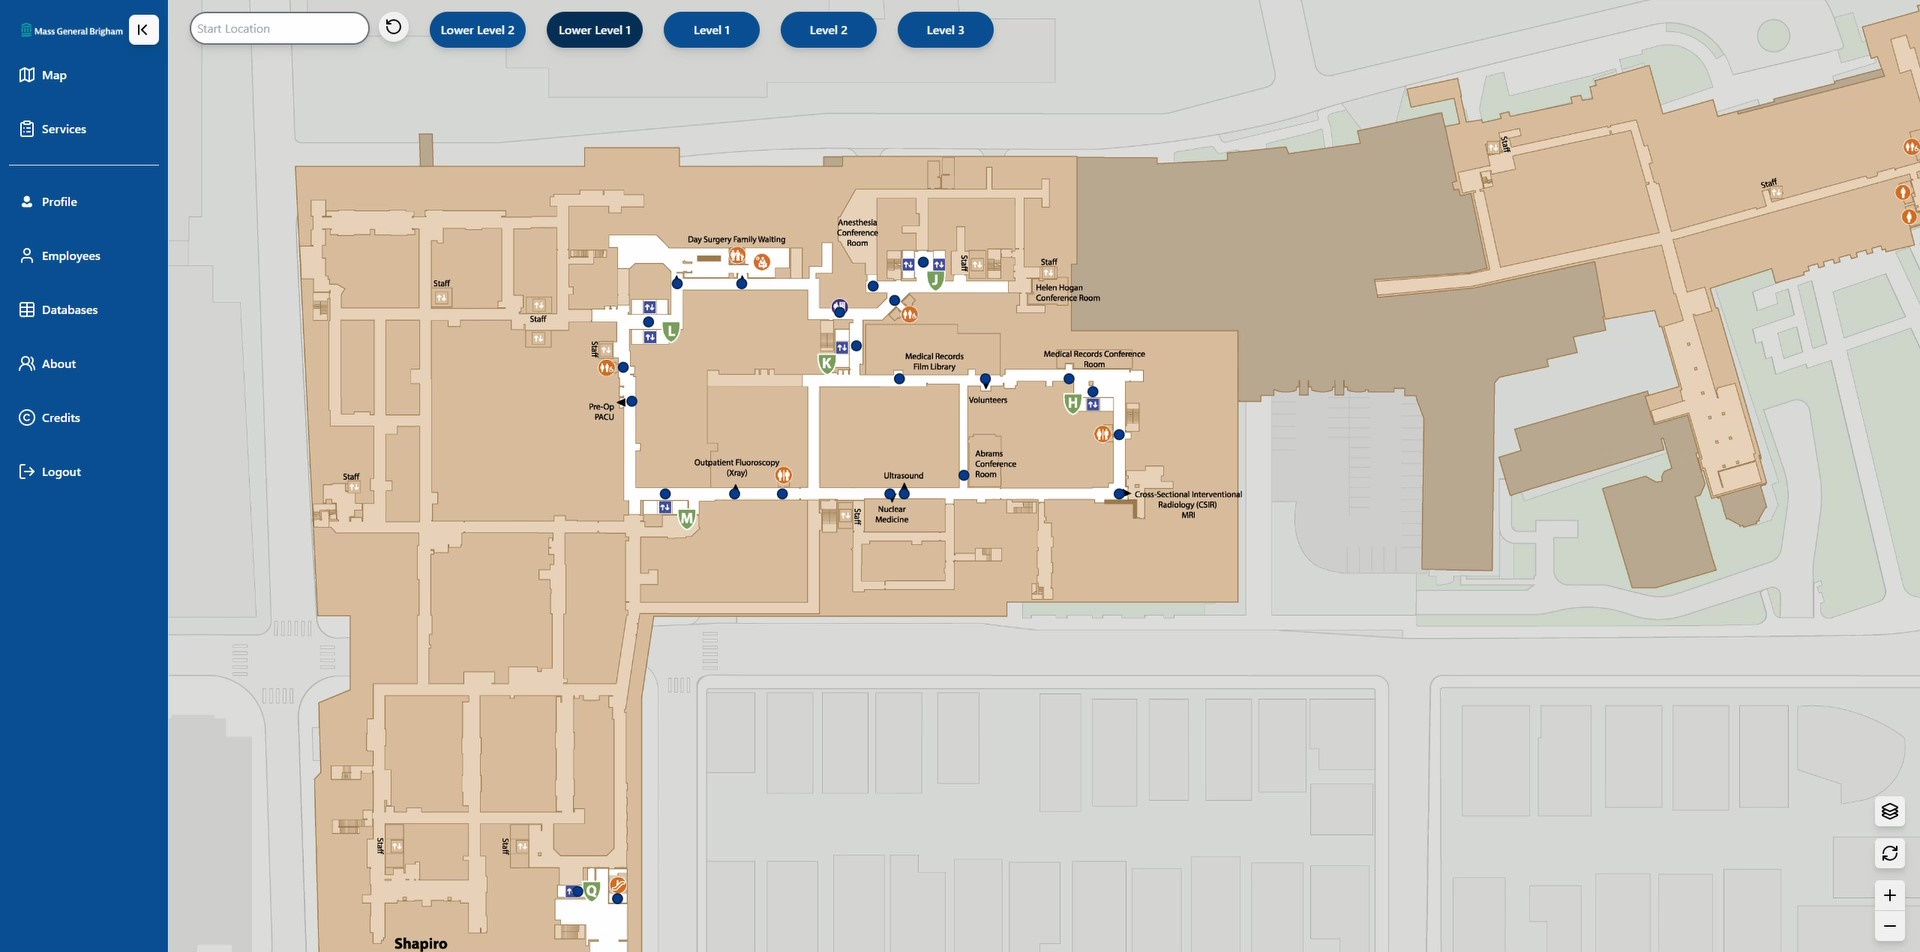 Mass General Brigham
Map
Services
Profile
Employees
Databases
About
Credits
Logout
Start Location
Lower Level 2
Lower Level 1
Level 1
Level 2
Level 3
Staff
Staff
Anesthesia
Conference
Room
Day Surgery Family Waiting
Staff
Staff
Staff
J
Helen Hogan
Conference Room
Staff
L
Staff
K
Medical Records
Film Library
Medical Records Conference
Room
Volunteers
H
Pre-Op
PACU
Outpatient Fluoroscopy
(Xray)
Abrams
Conference
Room
Ultrasound
Staff
Cross-Sectional Interventional
Radiology (CSIR)
MRI
Nuclear
Medicine
Staff
M
Staff
Staff
Q
Shapiro